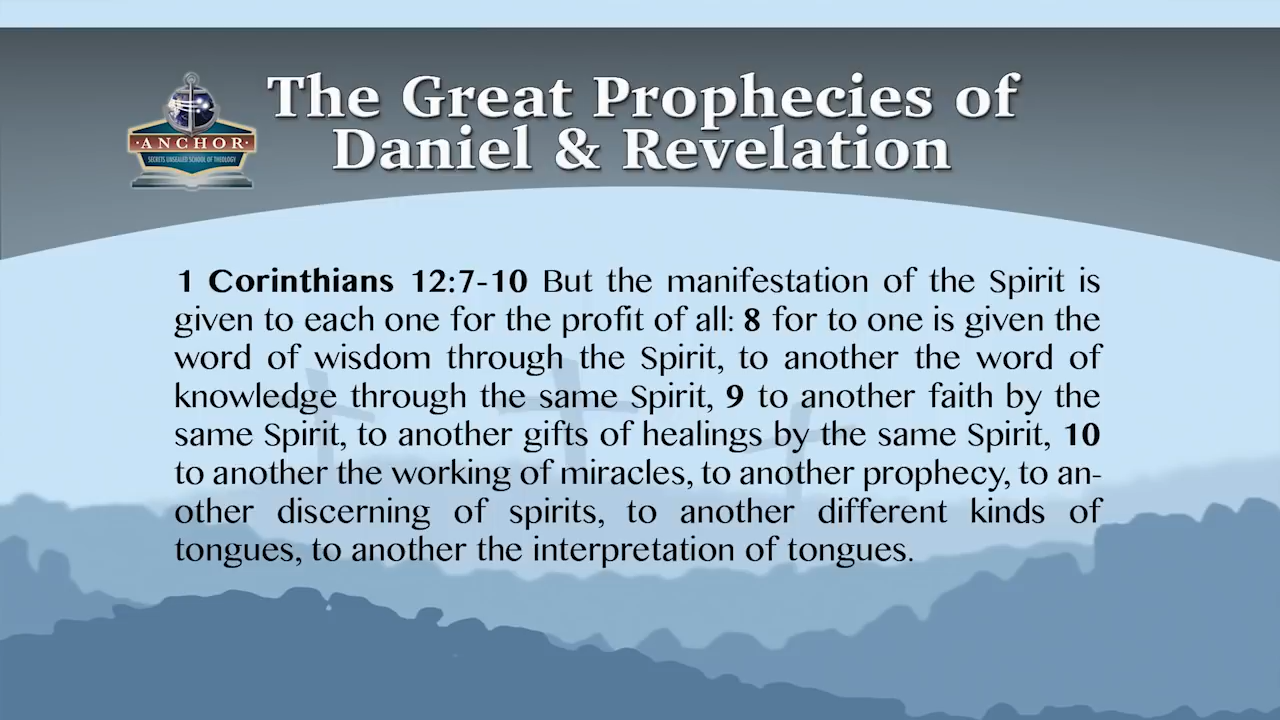 The Great Prophecies of
Daniel & Revelation
·ANCHOR·
SECRETS UNSEALED SCHOOL OF THEOLOGY
1 Corinthians 12:7-10 But the manifestation of the Spirit is
given to each one for the profit of all: 8 for to one is given the
word of wisdom through the Spirit, to another the word of
knowledge through the same Spirit, 9 to another faith by the
same Spirit, to another gifts of healings by the same Spirit, 10
to another the working of miracles, to another prophecy, to an-
other discerning of spirits, to another different kinds of
tongues, to another the interpretation of tongues.